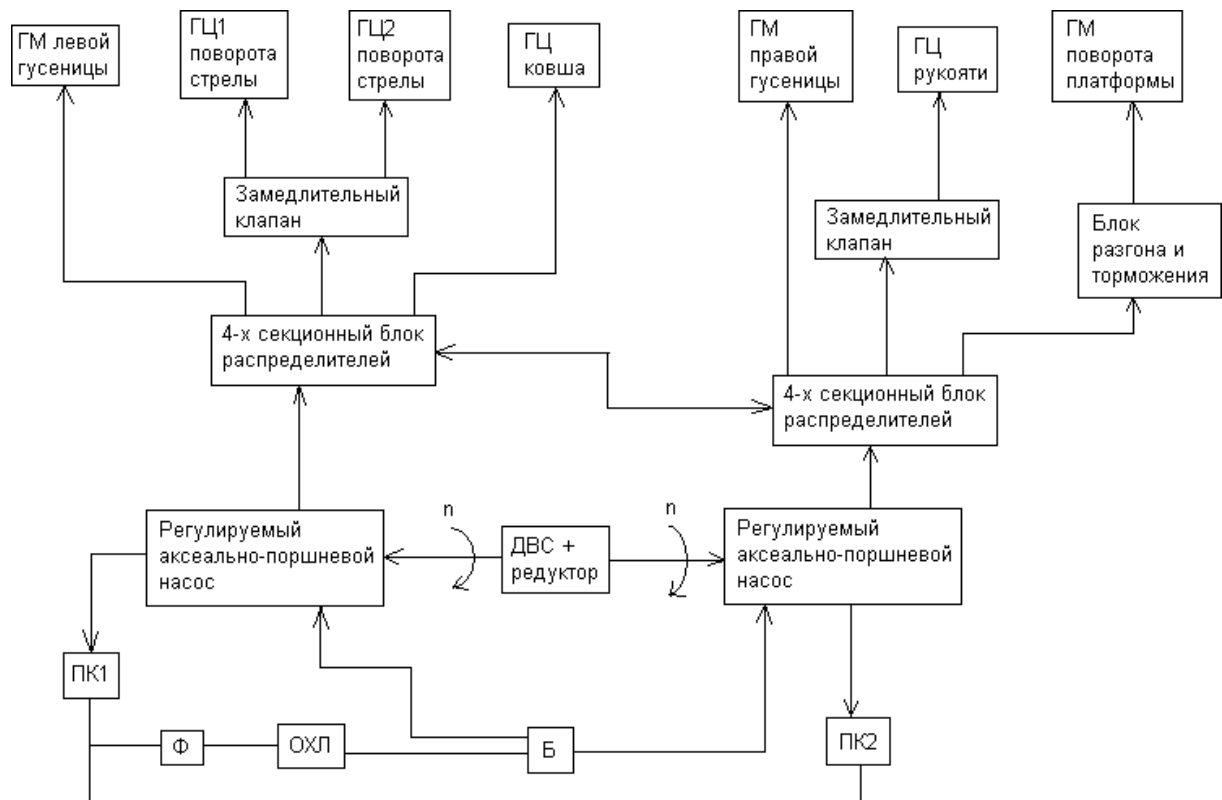 ГМ левой
гусеницы
ГЦ1
поворота
стрелы
ГЦ2
поворота
стрелы
ГЦ
ковша
ГМ
правой
гусеницы
ГЦ
рукояти
ГМ
поворота
платформы
Замедлительный
клапан
Замедлительный
клапан
Блок
разгона и
торможения
4-х секционный блок
распределителей
4-х секционный блок
распределителей
Регулируемый
аксеально-поршневой
насос
n
ДВС +
редуктор
n
Регулируемый
аксеально-поршневой
насос
ПК1
Ф
ОХЛ
Б
ПК2